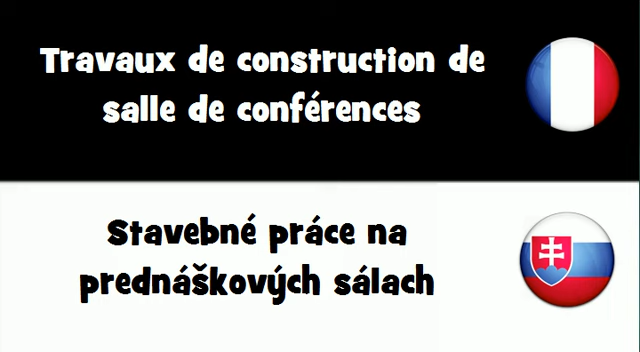 Travaux de construction de
salle de conférences
Stavebné práce na
prednáškových sálach